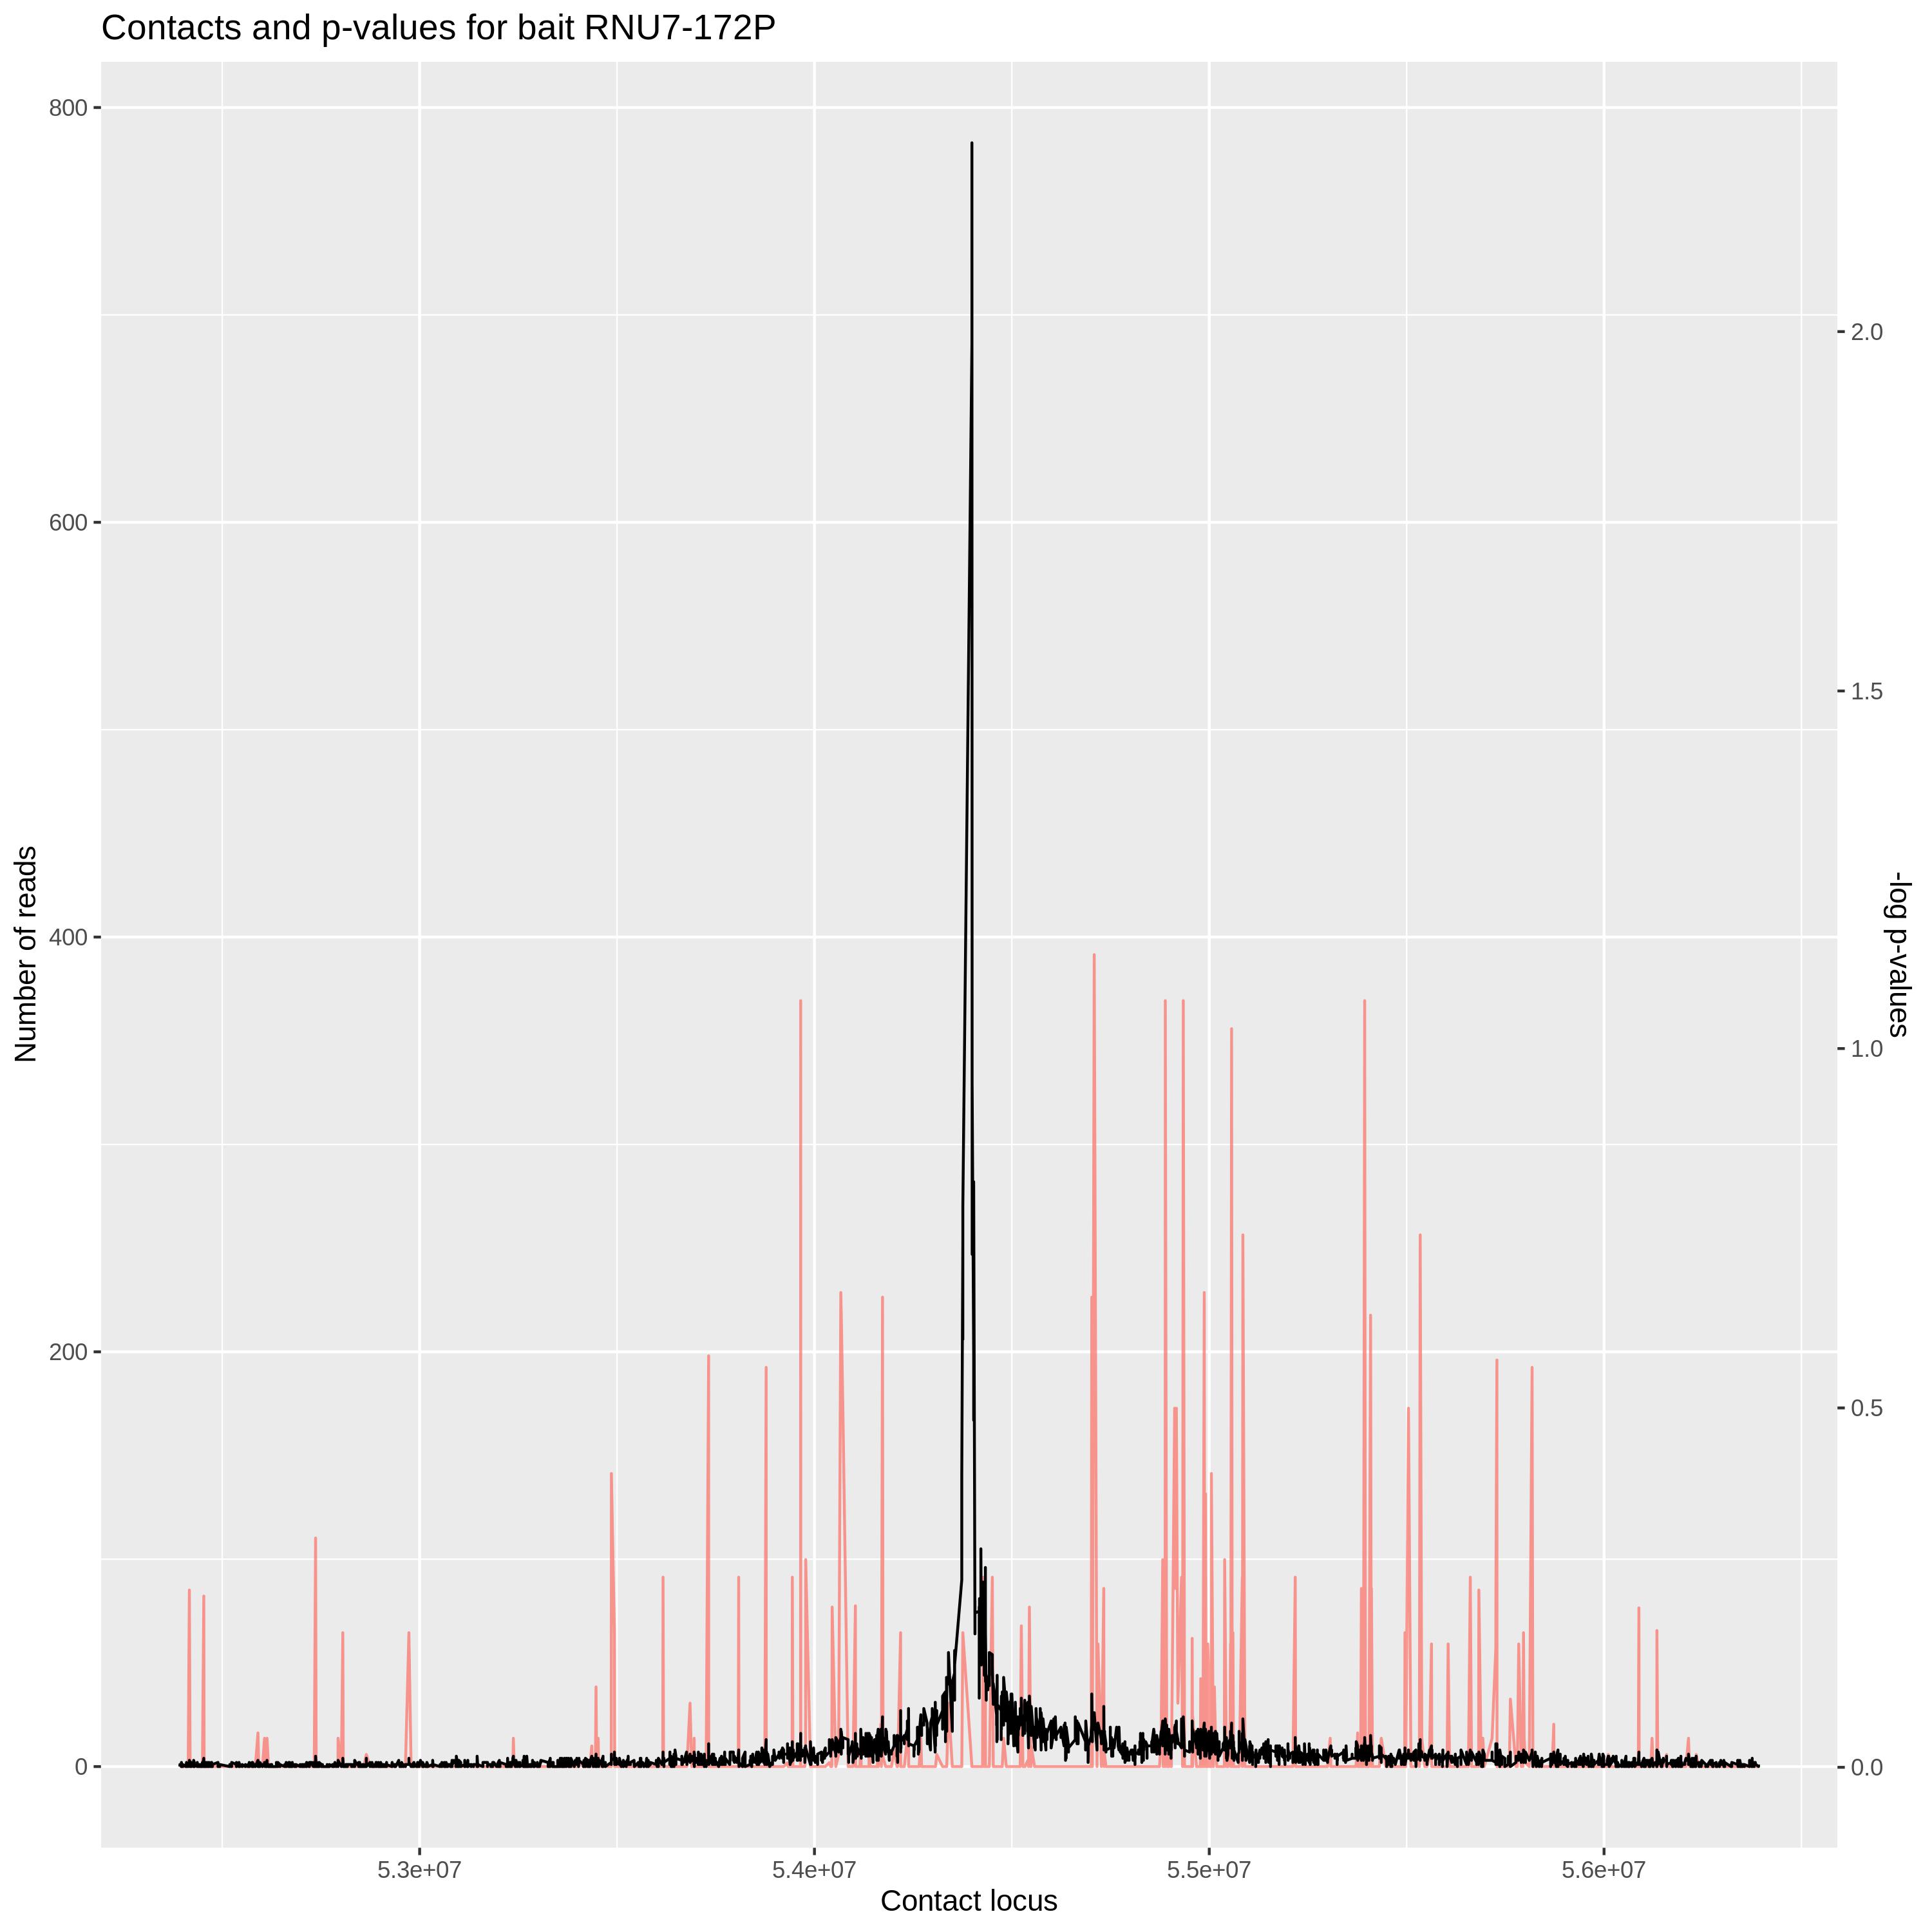 Contacts and p-values for bait RNU7-172P
800
600
400
200
0
Number of reads
2.0
1.5
1.0
0.5
0.0
-log p-values
5.3e+07
5.4e+07
5.5e+07
5.6e+07
Contact locus